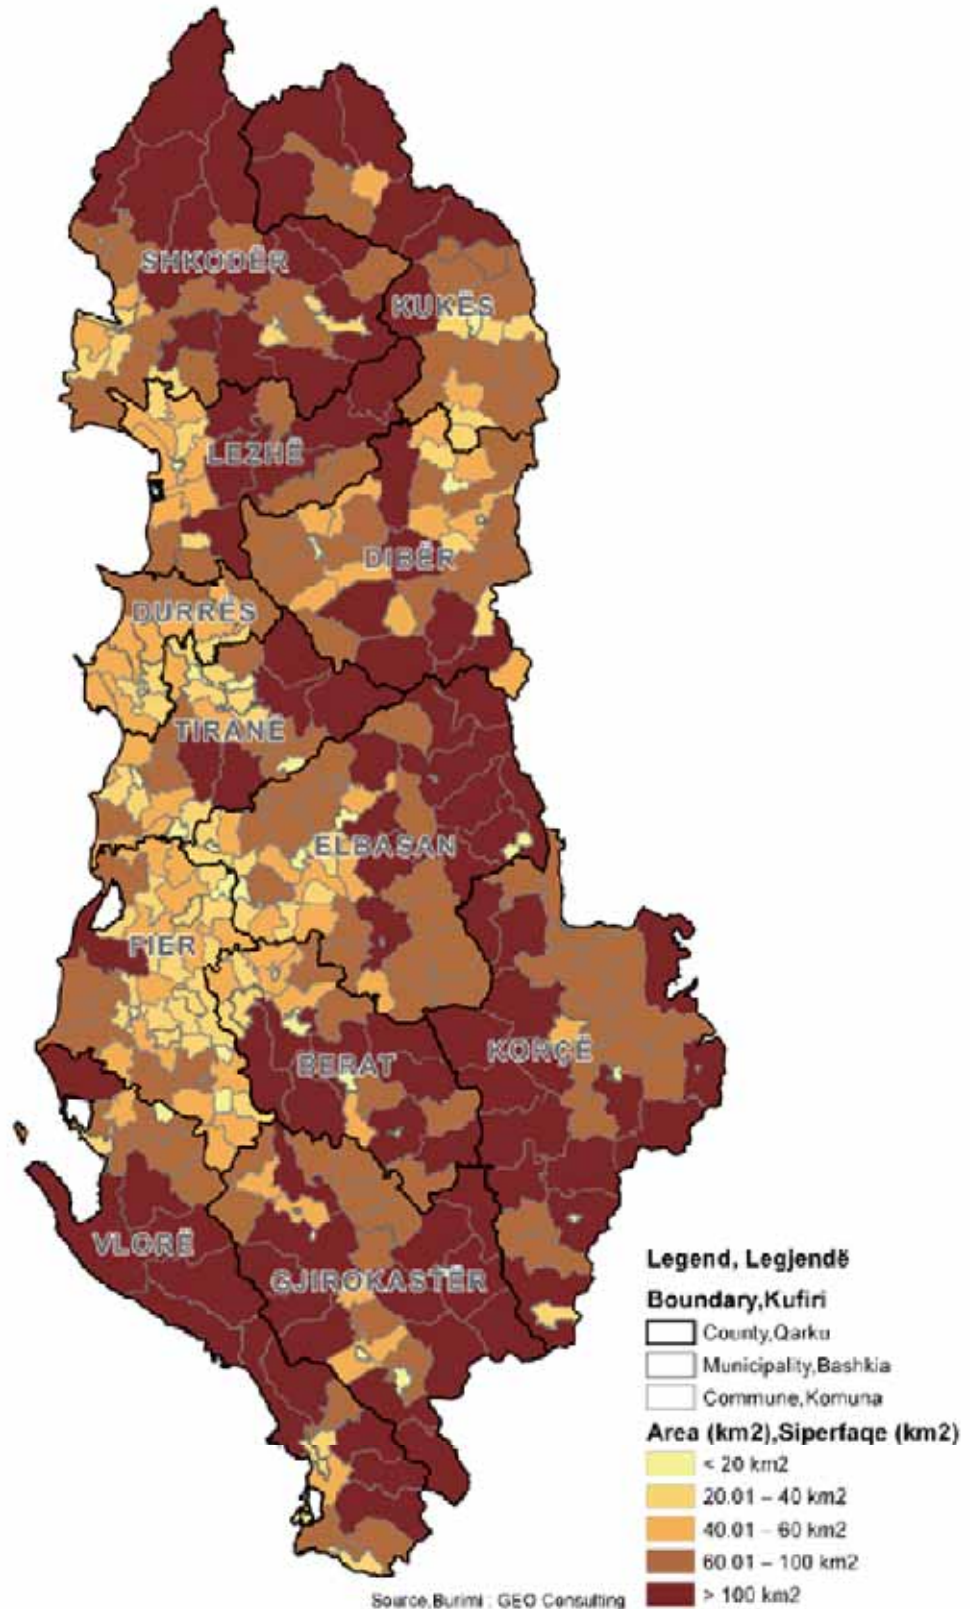 SHKODËR
KUKËS
LEZHË
DIBËR
DURRËS
TIRANË
ELBASAN
FIER
BERAT
KORÇË
VLORË
GJIROKASTËR
Legend, Legjendë
Boundary,Kufiri
County,Qarku
Municipality,Bashkia
Commune,Komuna
Area (km2),Siperfaqe (km2)
< 20 km2
20.01 – 40 km2
40.01 – 60 km2
60.01 – 100 km2
> 100 km2
Source,Burimi : GEO Consulting